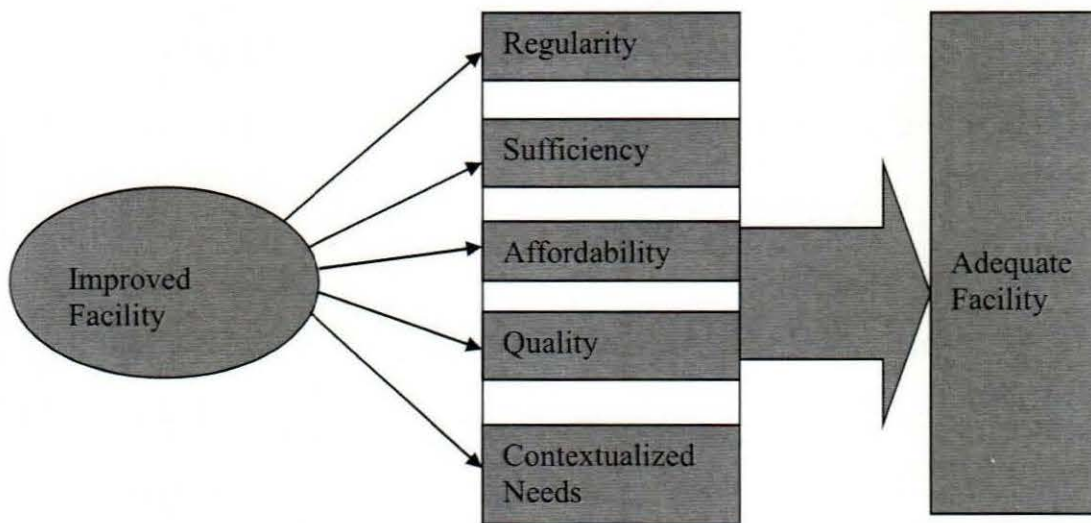 Improved
Facility
Regularity
Sufficiency
Affordability
Quality
Contextualized
Needs
Adequate
Facility